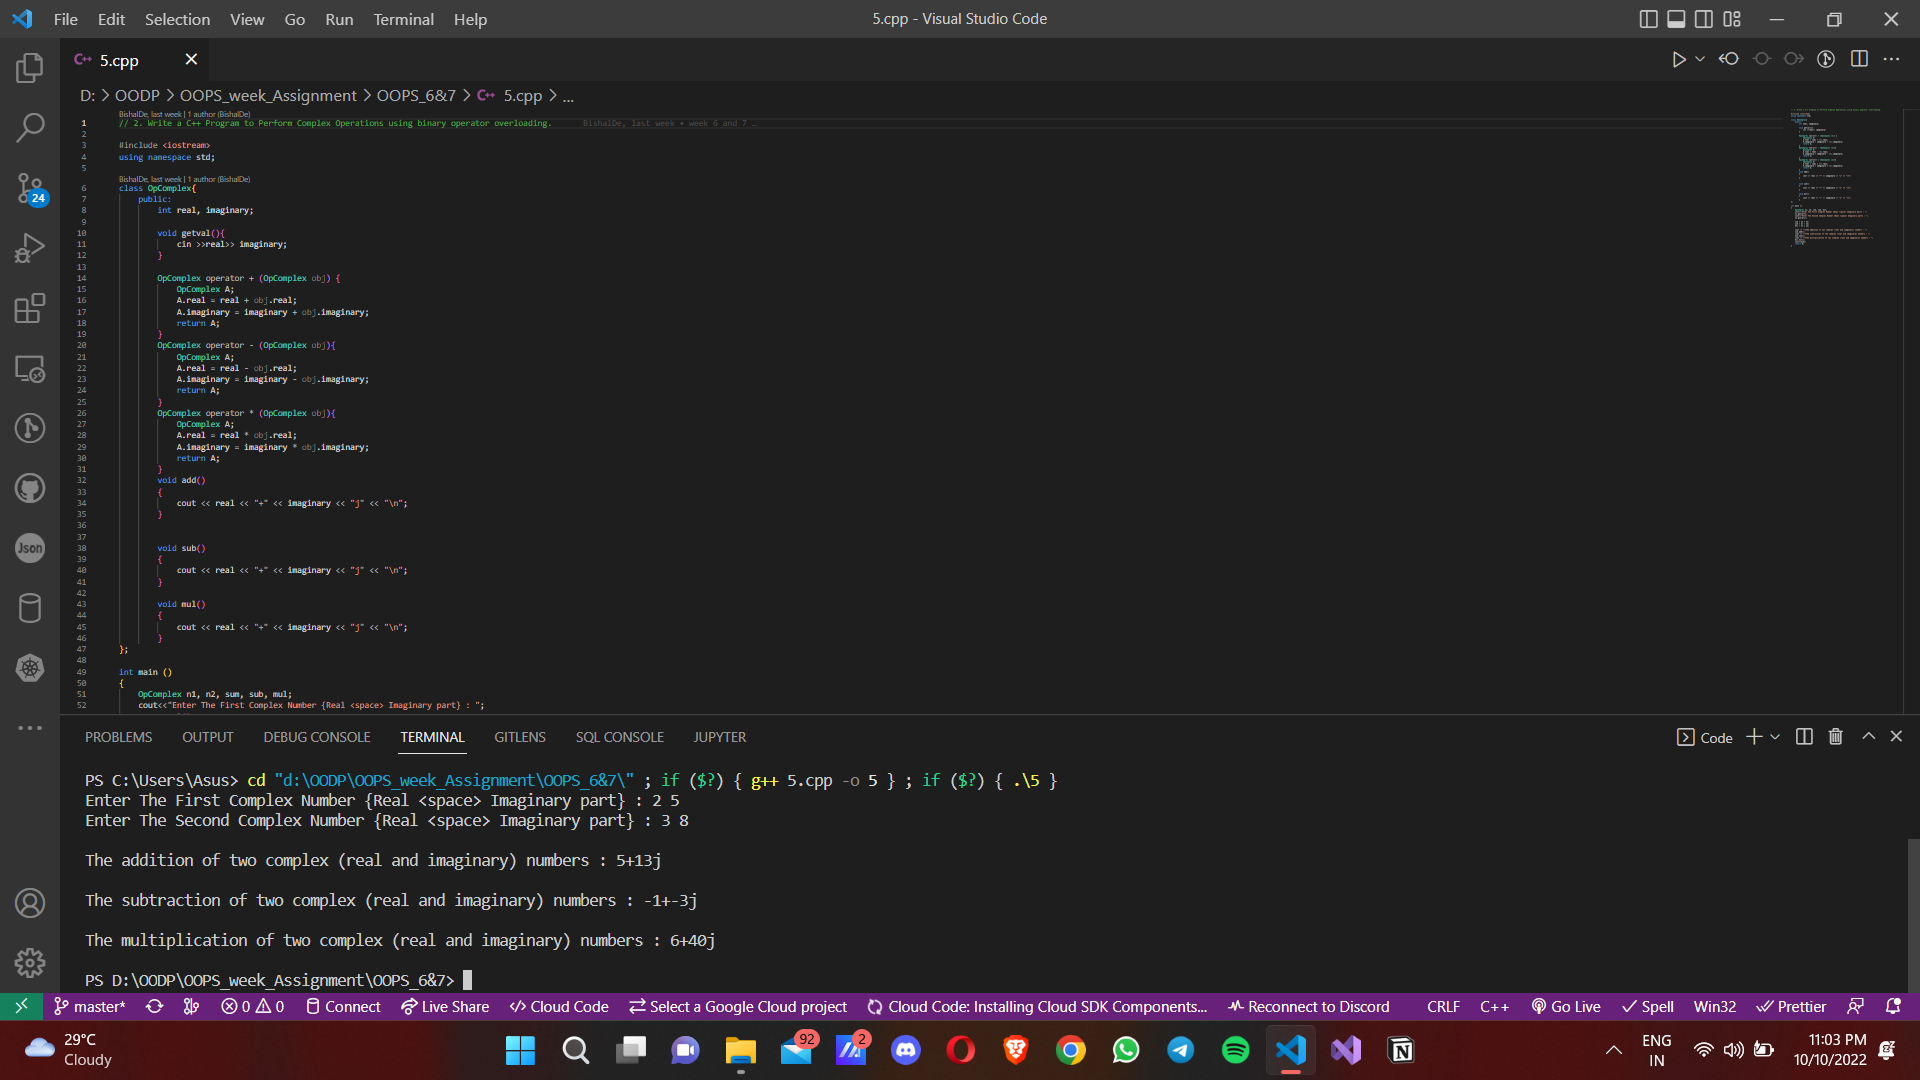 File Edit Selection View Go Run Terminal Help
5.cpp - Visual Studio Code
C++ 5.cpp
D: > OODP > OOPS_week_Assignment > OOPS_6&7 > C++ 5.cpp > ...
BishalDe, last week | 1 author (BishalDe)
1 // 2. Write a C++ Program to Perform Complex Operations using binary operator overloading. BishalDe, last week • week 6 and 7 …
2
3 #include <iostream>
4 using namespace std;
5
BishalDe, last week | 1 author (BishalDe)
6 class OpComplex{
7 public:
8 int real, imaginary;
9
10 void getval(){
11 cin >>real>> imaginary;
12 }
13
14 OpComplex operator + (OpComplex obj) {
15 OpComplex A;
16 A.real = real + obj.real;
17 A.imaginary = imaginary + obj.imaginary;
18 return A;
19 }
20 OpComplex operator - (OpComplex obj){
21 OpComplex A;
22 A.real = real - obj.real;
23 A.imaginary = imaginary - obj.imaginary;
24 return A;
25 }
26 OpComplex operator * (OpComplex obj){
27 OpComplex A;
28 A.real = real * obj.real;
29 A.imaginary = imaginary * obj.imaginary;
30 return A;
31 }
32 void add()
33 {
34 cout << real << "+" << imaginary << "j" << "\n";
35 }
36
37
38 void sub()
39 {
40 cout << real << "+" << imaginary << "j" << "\n";
41 }
42
43 void mul()
44 {
45 cout << real << "+" << imaginary << "j" << "\n";
46 }
47 };
48
49 int main ()
50 {
51 OpComplex n1, n2, sum, sub, mul;
52 cout<<"Enter The First Complex Number {Real <space> Imaginary part} : ";
24
Json
PROBLEMS OUTPUT DEBUG CONSOLE TERMINAL GITLENS SQL CONSOLE JUPYTER
Code
PS C:\Users\Asus> cd "d:\OODP\OOPS_week_Assignment\OOPS_6&7\" ; if ($?) { g++ 5.cpp -o 5 } ; if ($?) { .\5 }
Enter The First Complex Number {Real <space> Imaginary part} : 2 5
Enter The Second Complex Number {Real <space> Imaginary part} : 3 8
The addition of two complex (real and imaginary) numbers : 5+13j
The subtraction of two complex (real and imaginary) numbers : -1+-3j
The multiplication of two complex (real and imaginary) numbers : 6+40j
PS D:\OODP\OOPS_week_Assignment\OOPS_6&7>
master* 0 0 Connect Live Share Cloud Code Select a Google Cloud project Cloud Code: Installing Cloud SDK Components... Reconnect to Discord CRLF C++ Go Live Spell Win32 Prettier
29°C
Cloudy
92
2
ENG
IN
11:03 PM
10/10/2022